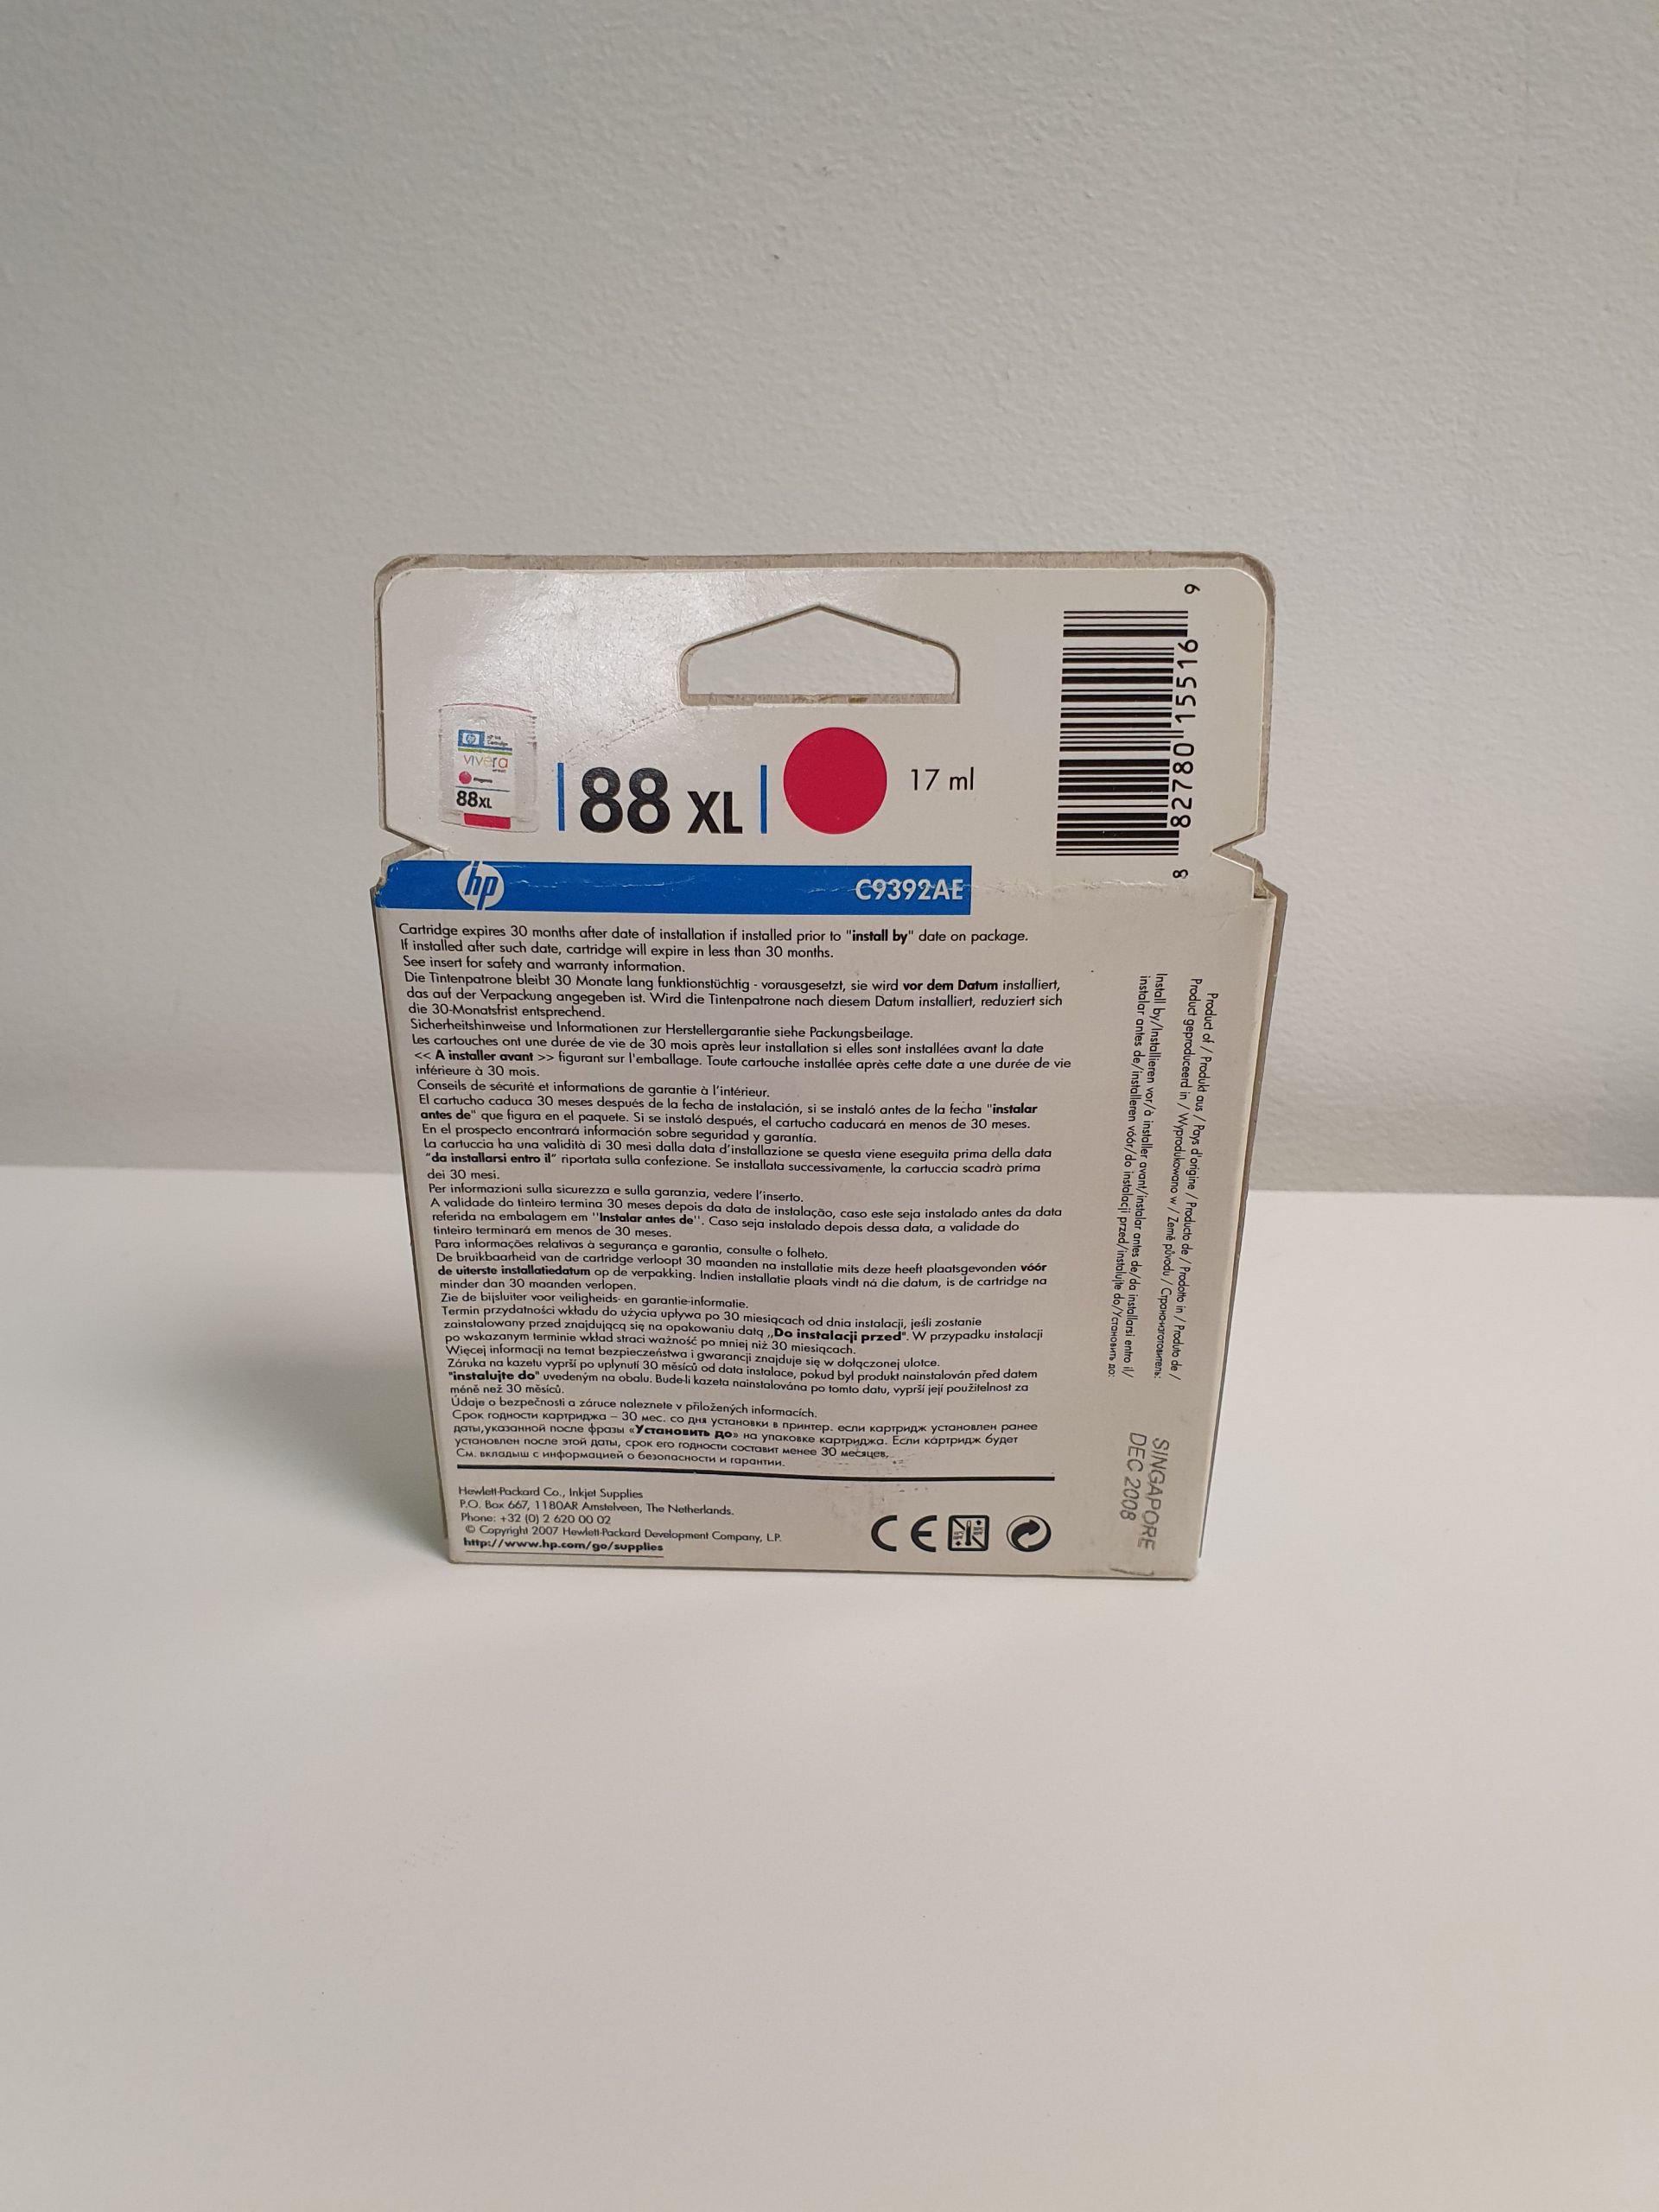 hp HP Ink
Cartridge
vivera
Magenta
88XL
88 XL
17 ml
8 82780 15516 9
hp
C9392AE
Cartridge expires 30 months after date of installation if installed prior to "install by" date on package.
If installed after such date, cartridge will expire in less than 30 months.
See insert for safety and warranty information.
Die Tintenpatrone bleibt 30 Monate lang funktionstüchtig - vorausgesetzt, sie wird vor dem Datum installiert,
das auf der Verpackung angegeben ist. Wird die Tintenpatrone nach diesem Datum installiert, reduziert sich
die 30-Monatsfrist entsprechend.
Sicherheitshinweise und Informationen zur Herstellergarantie siehe Packungsbeilage.
Les cartouches ont une durée de vie de 30 mois après leur installation si elles sont installées avant la date
<< A installer avant >> figurant sur l'emballage. Toute cartouche installée après cette date a une durée de vie
inférieure à 30 mois.
Conseils de sécurité et informations de garantie à l'intérieur.
El cartucho caduca 30 meses después de la fecha de instalación, si se instaló antes de la fecha "instalar
antes de" que figura en el paquete. Si se instaló después, el cartucho caducará en menos de 30 meses.
En el prospecto encontrará información sobre seguridad y garantía.
La cartuccia ha una validità di 30 mesi dalla data d'installazione se questa viene eseguita prima della data
"da installarsi entro il" riportata sulla confezione. Se installata successivamente, la cartuccia scadrà prima
dei 30 mesi.
Per informazioni sulla sicurezza e sulla garanzia, vedere l'inserto.
A validade do tinteiro termina 30 meses depois da data de instalação, caso este seja instalado antes da data
referida na embalagem em "Instalar antes de". Caso seja instalado depois dessa data, a validade do
tinteiro terminará em menos de 30 meses.
Para informações relativas à segurança e garantia, consulte o folheto.
De bruikbaarheid van de cartridge verloopt 30 maanden na installatie mits deze heeft plaatsgevonden vóór
de uiterste installatiedatum op de verpakking. Indien installatie plaats vindt ná die datum, is de cartridge na
minder dan 30 maanden verlopen.
Zie de bijsluiter voor veiligheids- en garantie-informatie.
Termin przydatności wkładu do użycia upływa po 30 miesiącach od dnia instalacji, jeśli zostanie
zainstalowany przed znajdującą się na opakowaniu datą „Do instalacji przed". W przypadku instalacji
po wskazanym terminie wkład straci ważność po mniej niż 30 miesiącach.
Więcej informacji na temat bezpieczeństwa i gwarancji znajduje się w dołączonej ulotce.
Záruka na kazetu vyprší po uplynutí 30 měsíců od data instalace, pokud byl produkt nainstalován před datem
"instalujte do" uvedeným na obalu. Bude-li kazeta nainstalována po tomto datu, vyprší její použitelnost za
méně než 30 měsíců.
Údaje o bezpečnosti a záruce naleznete v přiložených informacích.
Срок годности картриджа – 30 мес. со дня установки в принтер. если картридж установлен ранее
даты,указанной после фразы «Установить до» на упаковке картриджа. Если картридж будет
установлен после этой даты, срок его годности составит менее 30 месяцев.
См. вкладыш с информацией о безопасности и гарантии.
Hewlett-Packard Co., Inkjet Supplies
P.O. Box 667, 1180AR Amstelveen, The Netherlands.
Phone: +32 (0) 2 620 00 02
© Copyright 2007 Hewlett-Packard Development Company, L.P.
http://www.hp.com/go/supplies
CE
Product of / Produkt aus / Pays d'origine / Producto de / Prodotto in / Produto de /
Product geproduceerd in / Wyprodukowano w / Země původu / Страна-изготовитель:
Install by/Installieren vor/à installer avant/instalar antes de/da installarsi entro il/
instalar antes de/installeren vóór/do instalacji przed/instalujte do/Установить до:
SINGAPORE
DEC 2008